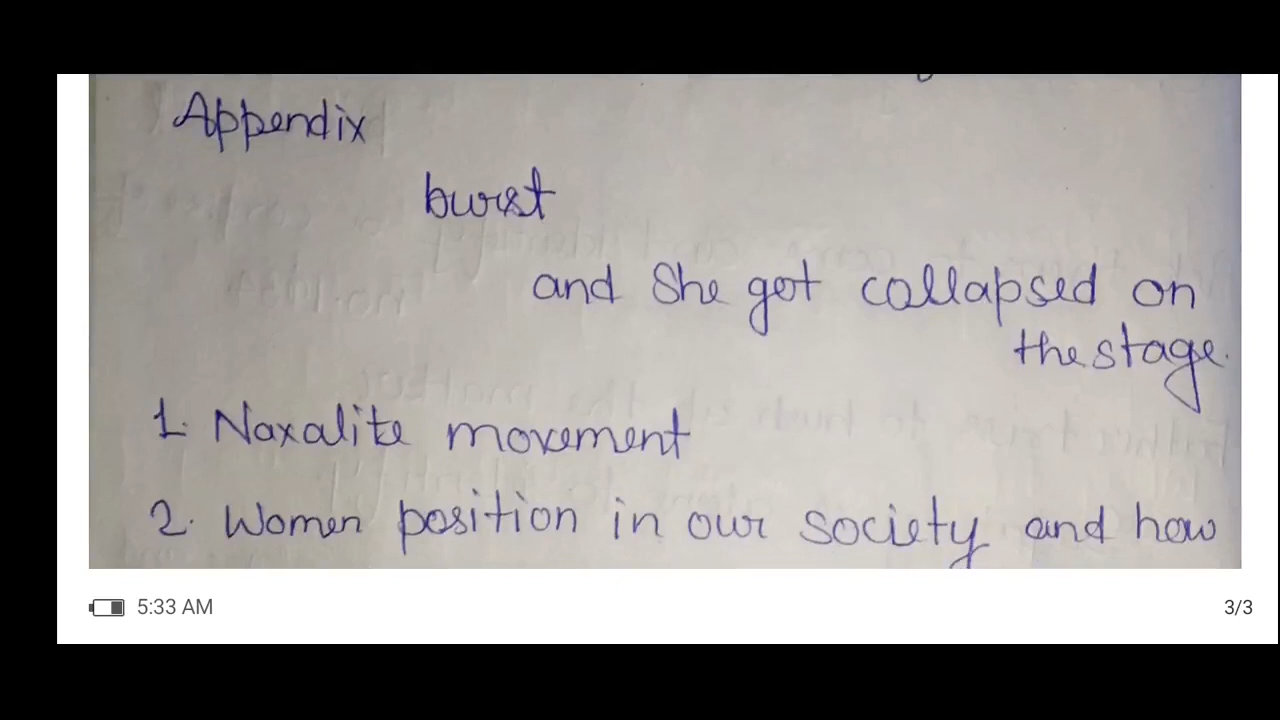 Appendix
burst
and She got collapsed on
the stage.
1. Naxalite movement
2. Women position in our society and how
5:33 AM
3/3